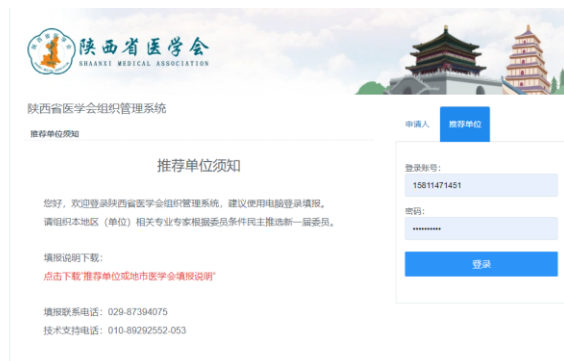 陕西省医学会
SHAANXI MEDICAL ASSOCIATION
陕西省医学会组织管理系统
推荐单位须知
推荐单位须知
您好，欢迎登录陕西省医学会组织管理系统，建议使用电脑登录填报。
请组织本地区（单位）相关专业专家根据委员条件民主推选新一届委员。
填报说明下载：
点击下载"推荐单位或地市医学会填报说明"
填报联系电话：029-87394075
技术支持电话：010-89292552-053
申请人 推荐单位
登录账号：
15811471451
密码：
••••••••••
登录